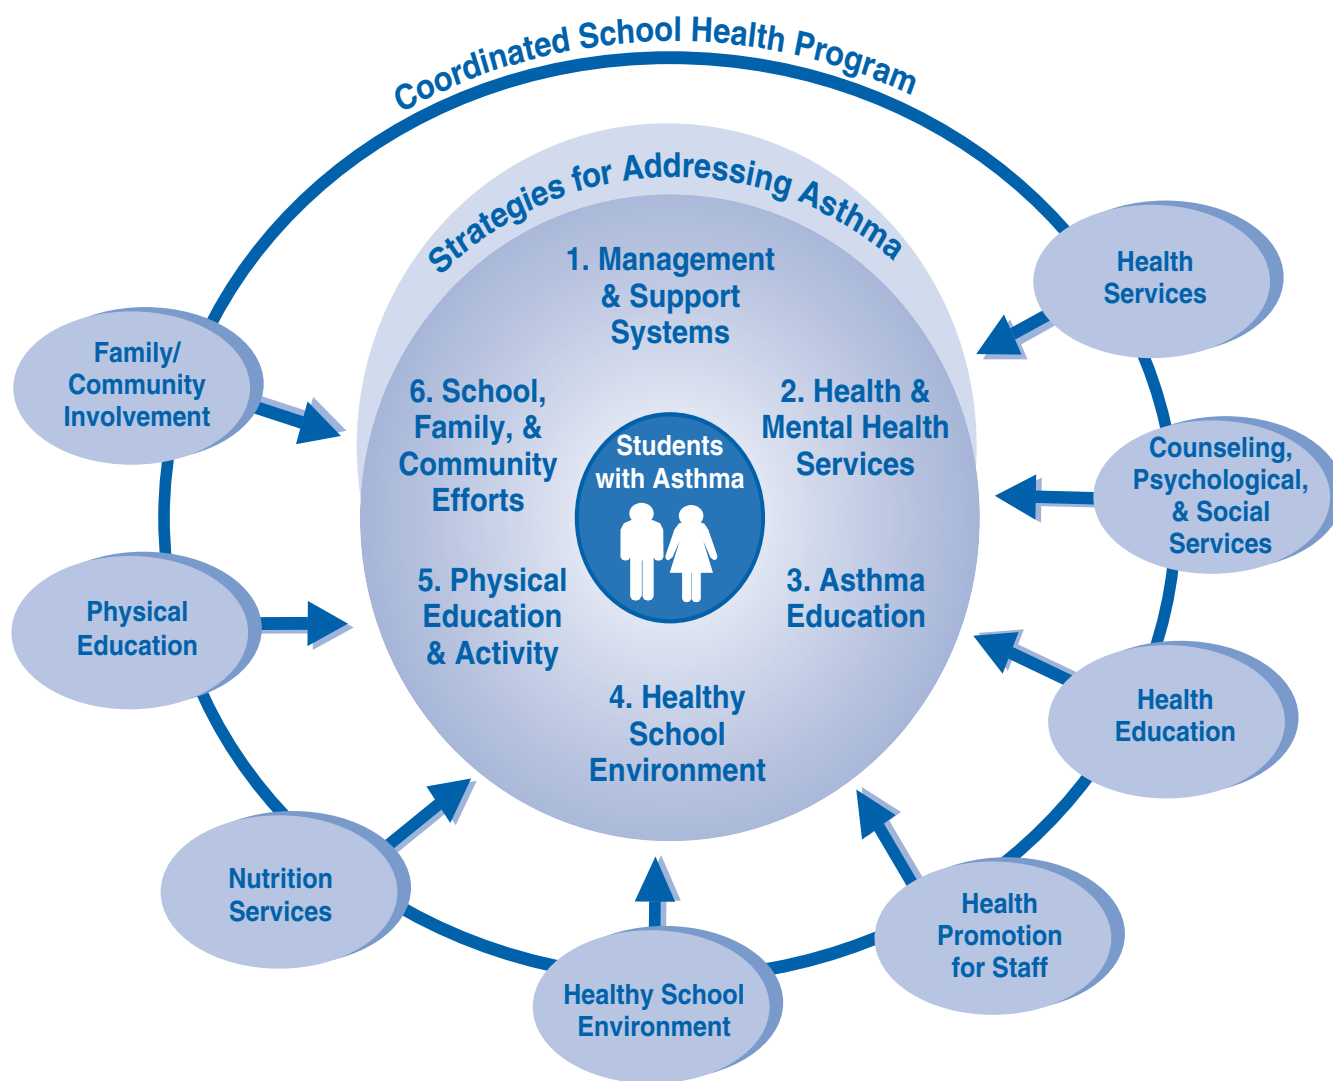 Coordinated School Health Program
Strategies for Addressing Asthma
1. Management
& Support
Systems
2. Health &
Mental Health
Services
3. Asthma
Education
4. Healthy
School
Environment
5. Physical
Education
& Activity
6. School,
Family, &
Community
Efforts
Students
with Asthma
Health
Services
Counseling,
Psychological,
& Social
Services
Health
Education
Health
Promotion
for Staff
Healthy School
Environment
Nutrition
Services
Physical
Education
Family/
Community
Involvement